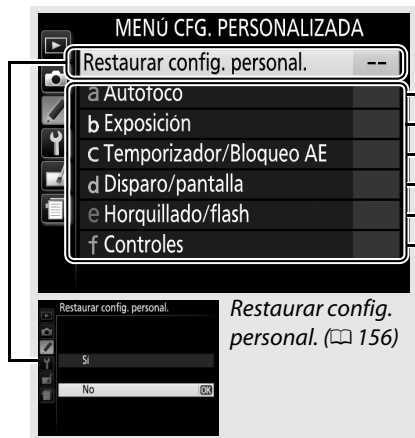 MENÚ CFG. PERSONALIZADA
Restaurar config. personal. --
a Autofoco
b Exposición
c Temporizador/Bloqueo AE
d Disparo/pantalla
e Horquillado/flash
f Controles
Restaurar config. personal.
Sí
No OK
Restaurar config.
personal. (📖 156)